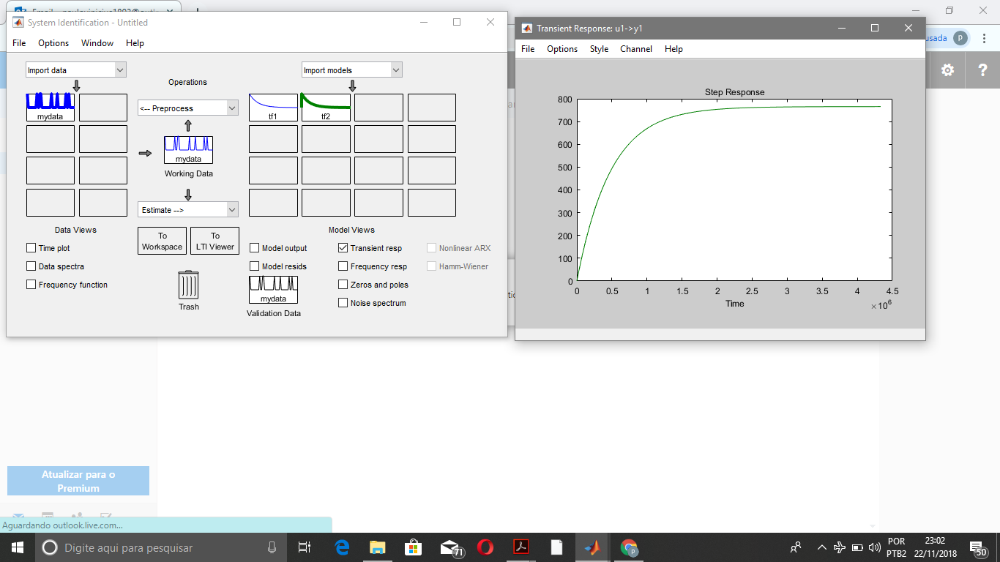 System Identification - Untitled
File Options Window Help
Import data
Operations
Import models
mydata
<-- Preprocess
tf1
tf2
mydata
Working Data
Estimate -->
Data Views
To Workspace
To LTI Viewer
Model Views
Time plot
Data spectra
Frequency function
Trash
Model output
Model resids
mydata
Validation Data
Transient resp
Frequency resp
Zeros and poles
Noise spectrum
Nonlinear ARX
Hamm-Wiener
Transient Response: u1->y1
File Options Style Channel Help
Step Response
800
700
600
500
400
300
200
100
0
0 0.5 1 1.5 2 2.5 3 3.5 4 4.5
Time
×10^6
usada
P
?
Atualizar para o
Premium
Aguardando outlook.live.com...
Digite aqui para pesquisar
71
P
POR
PTB2
23:02
22/11/2018
50